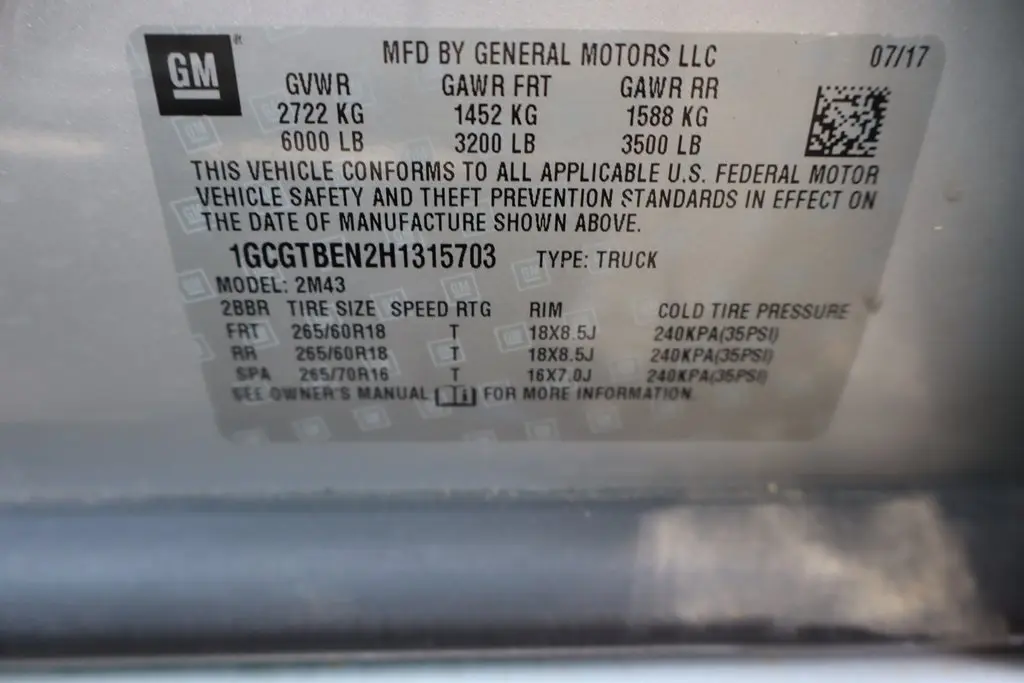 GM
MFD BY GENERAL MOTORS LLC 07/17
GVWR GAWR FRT GAWR RR
2722 KG 1452 KG 1588 KG
6000 LB 3200 LB 3500 LB
THIS VEHICLE CONFORMS TO ALL APPLICABLE U.S. FEDERAL MOTOR
VEHICLE SAFETY AND THEFT PREVENTION STANDARDS IN EFFECT ON
THE DATE OF MANUFACTURE SHOWN ABOVE.
1GCGTBEN2H1315703 TYPE: TRUCK
MODEL: 2M43
2BBR TIRE SIZE SPEED RTG RIM COLD TIRE PRESSURE
FRT 265/60R18 T 18X8.5J 240KPA(35PSI)
RR 265/60R18 T 18X8.5J 240KPA(35PSI)
SPA 265/70R16 T 16X7.0J 240KPA(35PSI)
SEE OWNER'S MANUAL FOR MORE INFORMATION.